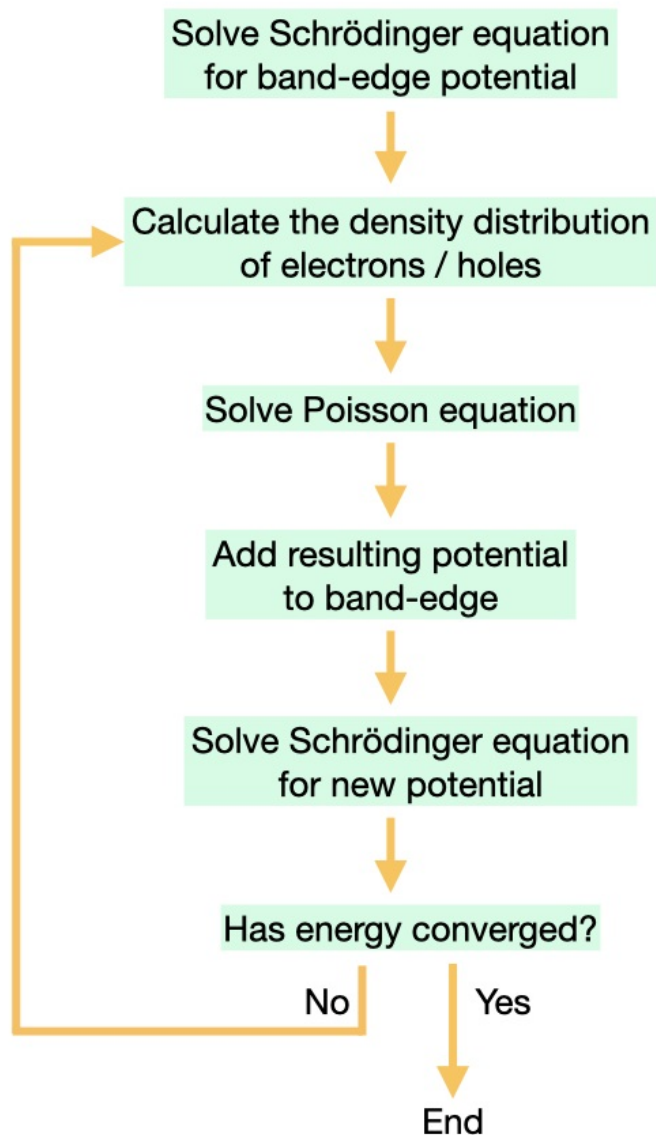 Solve Schrödinger equation
for band-edge potential
Calculate the density distribution
of electrons / holes
Solve Poisson equation
Add resulting potential
to band-edge
Solve Schrödinger equation
for new potential
Has energy converged?
No
Yes
End